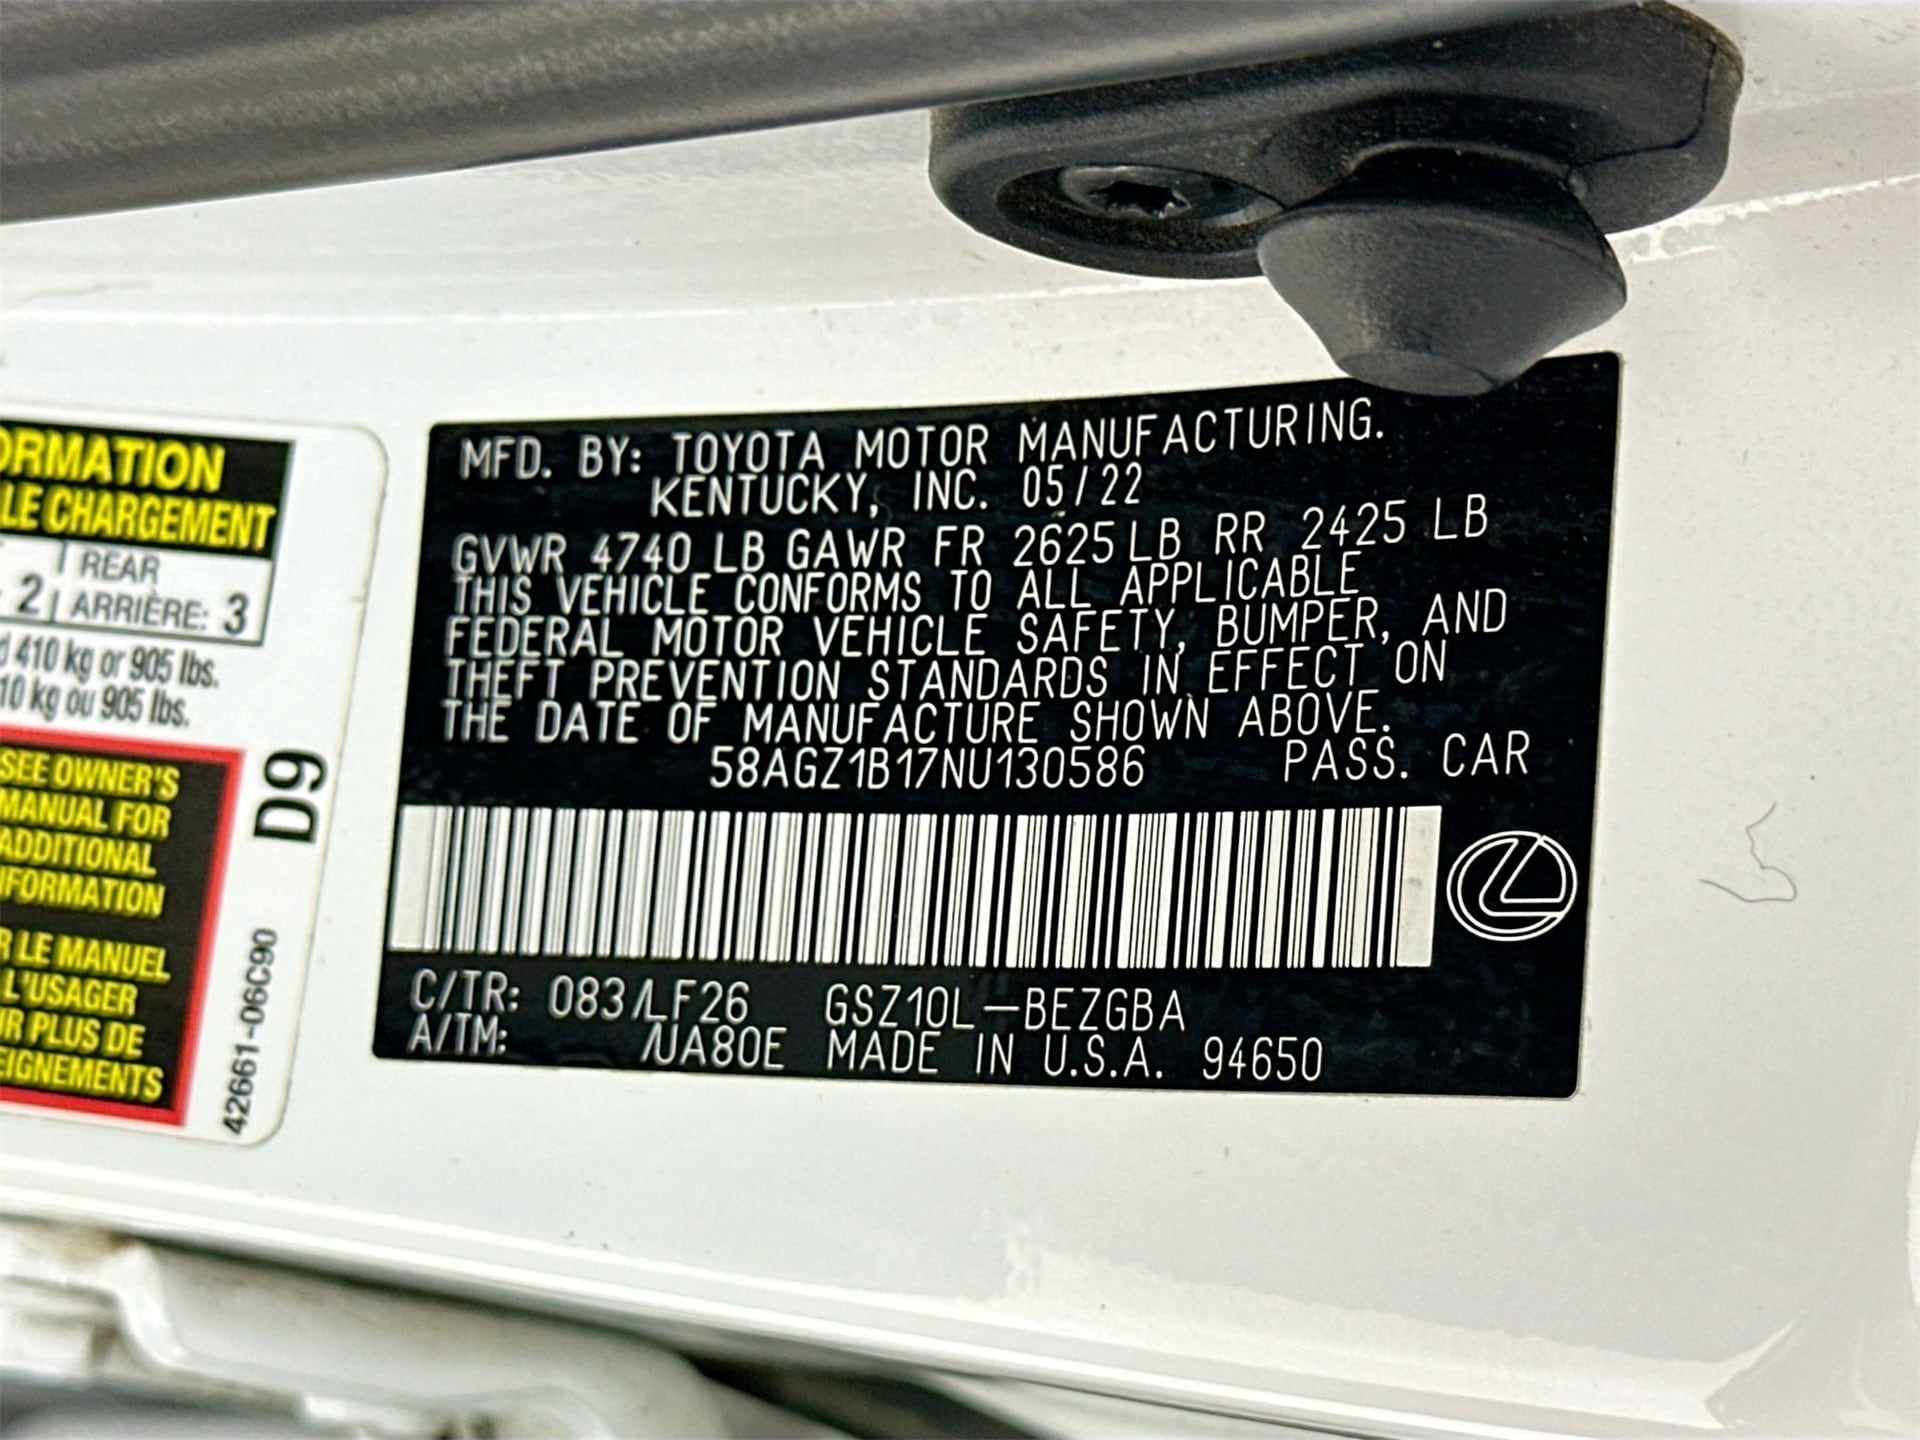 ORMATION
LE CHARGEMENT
2 REAR
ARRIÈRE: 3
410 kg or 905 lbs.
10 kg ou 905 lbs.
SEE OWNER'S
MANUAL FOR
ADDITIONAL
FORMATION
R LE MANUEL
L'USAGER
UR PLUS DE
EIGNEMENTS
D9
42661-06C90
MFD. BY: TOYOTA MOTOR MANUFACTURING.
KENTUCKY, INC. 05/22
GVWR 4740 LB GAWR FR 2625 LB RR 2425 LB
THIS VEHICLE CONFORMS TO ALL APPLICABLE
FEDERAL MOTOR VEHICLE SAFETY, BUMPER, AND
THEFT PREVENTION STANDARDS IN EFFECT ON
THE DATE OF MANUFACTURE SHOWN ABOVE.
58AGZ1B17NU130586 PASS. CAR
C/TR: 083/LF26 GSZ10L-BEZGBA
A/TM: /UA80E MADE IN U.S.A. 94650